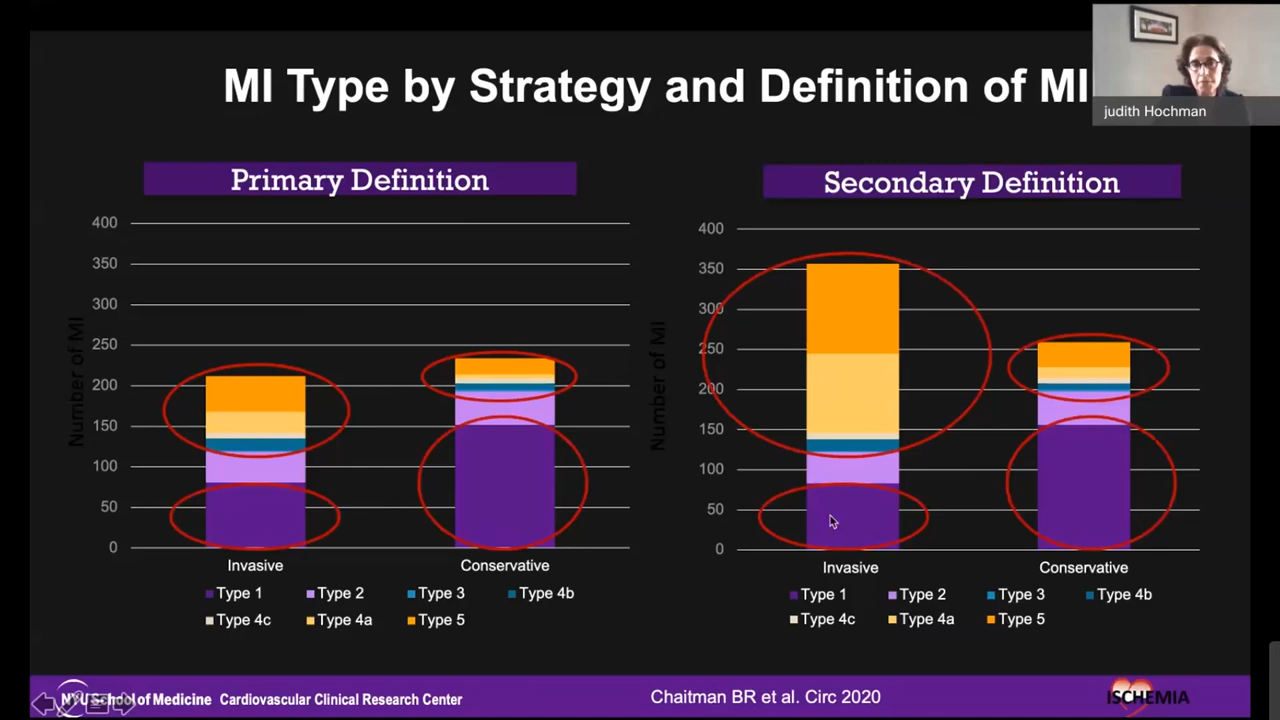 MI Type by Strategy and Definition of MI
judith Hochman
Primary Definition
400
350
300
250
200
150
100
50
0
Number of MI
Invasive
Conservative
Type 1
Type 2
Type 3
Type 4b
Type 4c
Type 4a
Type 5
Secondary Definition
400
350
300
250
200
150
100
50
0
Number of MI
Invasive
Conservative
Type 1
Type 2
Type 3
Type 4b
Type 4c
Type 4a
Type 5
NYU School of Medicine Cardiovascular Clinical Research Center
Chaitman BR et al. Circ 2020
ISCHEMIA